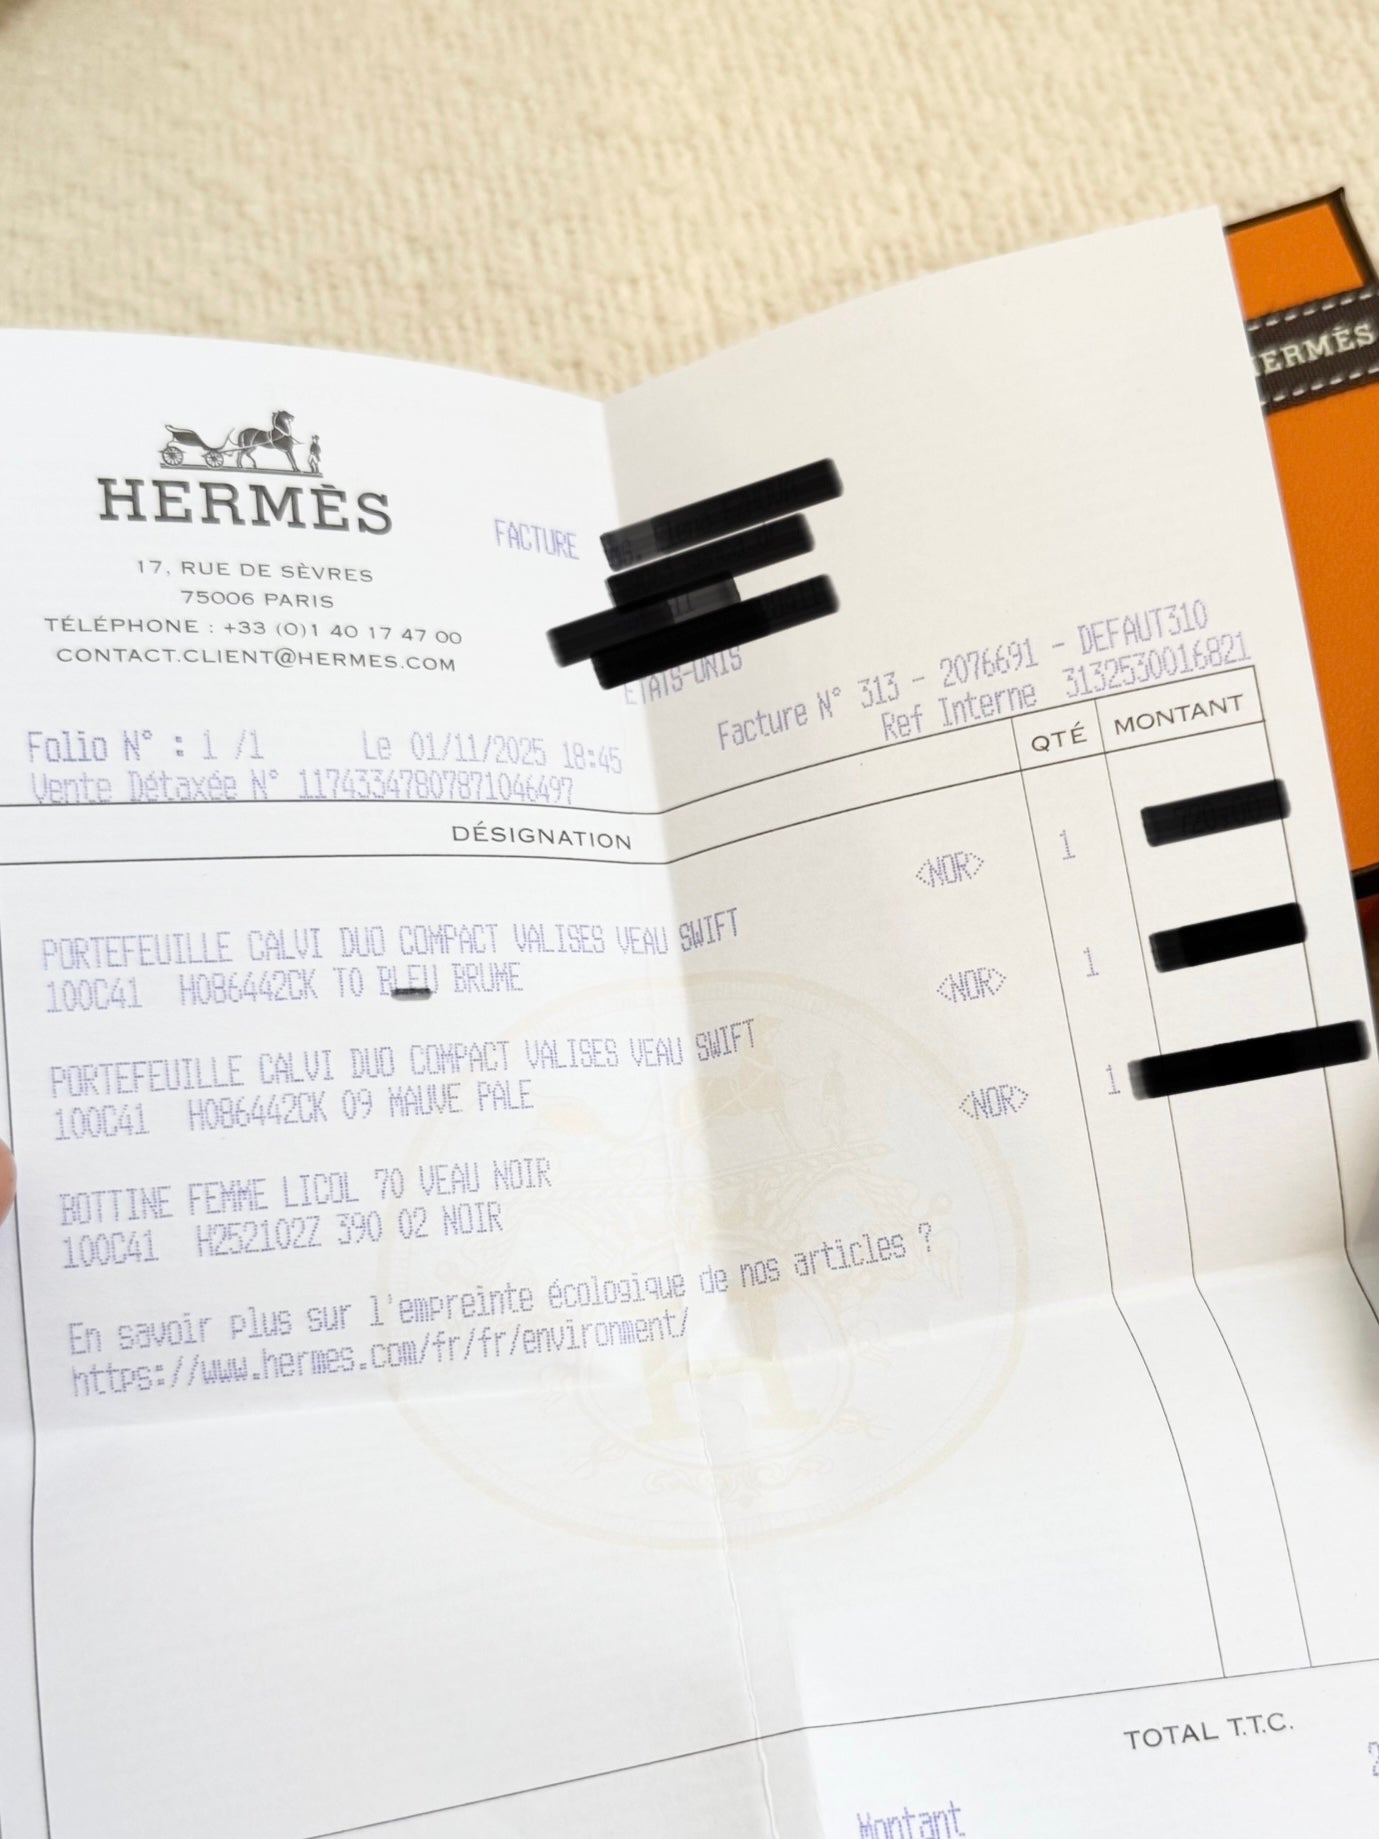 HERMÈS
HERMÈS
17, RUE DE SÈVRES
75006 PARIS
TÉLÉPHONE : +33 (0)1 40 17 47 00
CONTACT.CLIENT@HERMES.COM
FACTURE
ETATS-UNIS
Facture N° 313 - 2076691 - DEFAUT310
Ref Interne 3132530016821
Folio N° : 1 /1 Le 01/11/2025 18:45
Vente Détaxée N° 11743347807871046497
DÉSIGNATION QTÉ MONTANT
<NOR> 1
PORTEFEUILLE CALVI DUO COMPACT VALISES VEAU SWIFT
100C41 H086442CK T0 BLEU BRUME
<NOR> 1
PORTEFEUILLE CALVI DUO COMPACT VALISES VEAU SWIFT
100C41 H086442CK 09 MAUVE PALE
<NOR> 1
BOTTINE FEMME LICOL 70 VEAU NOIR
100C41 H252102Z 390 02 NOIR
En savoir plus sur l'empreinte écologique de nos articles ?
https://www.hermes.com/fr/fr/environment/
TOTAL T.T.C.
Montant